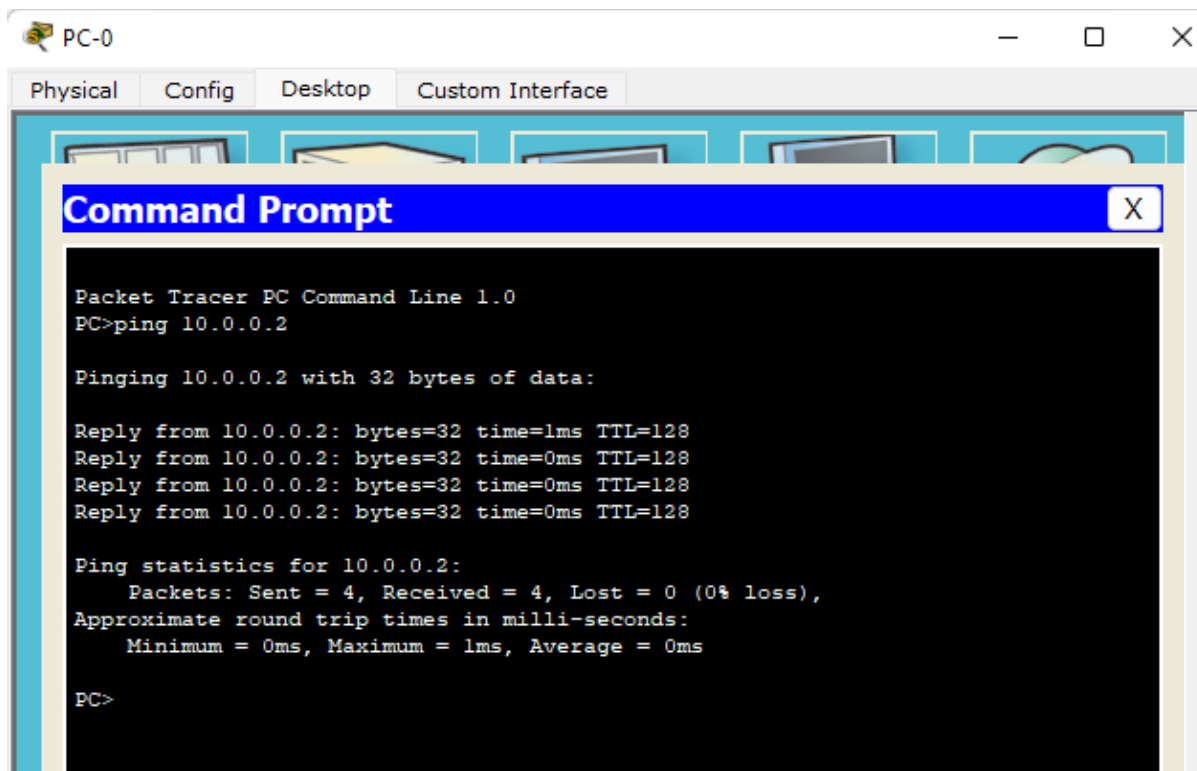 PC-0
Physical Config Desktop Custom Interface
Command Prompt X
Packet Tracer PC Command Line 1.0
PC>ping 10.0.0.2
Pinging 10.0.0.2 with 32 bytes of data:
Reply from 10.0.0.2: bytes=32 time=1ms TTL=128
Reply from 10.0.0.2: bytes=32 time=0ms TTL=128
Reply from 10.0.0.2: bytes=32 time=0ms TTL=128
Reply from 10.0.0.2: bytes=32 time=0ms TTL=128
Ping statistics for 10.0.0.2:
Packets: Sent = 4, Received = 4, Lost = 0 (0% loss),
Approximate round trip times in milli-seconds:
Minimum = 0ms, Maximum = 1ms, Average = 0ms
PC>